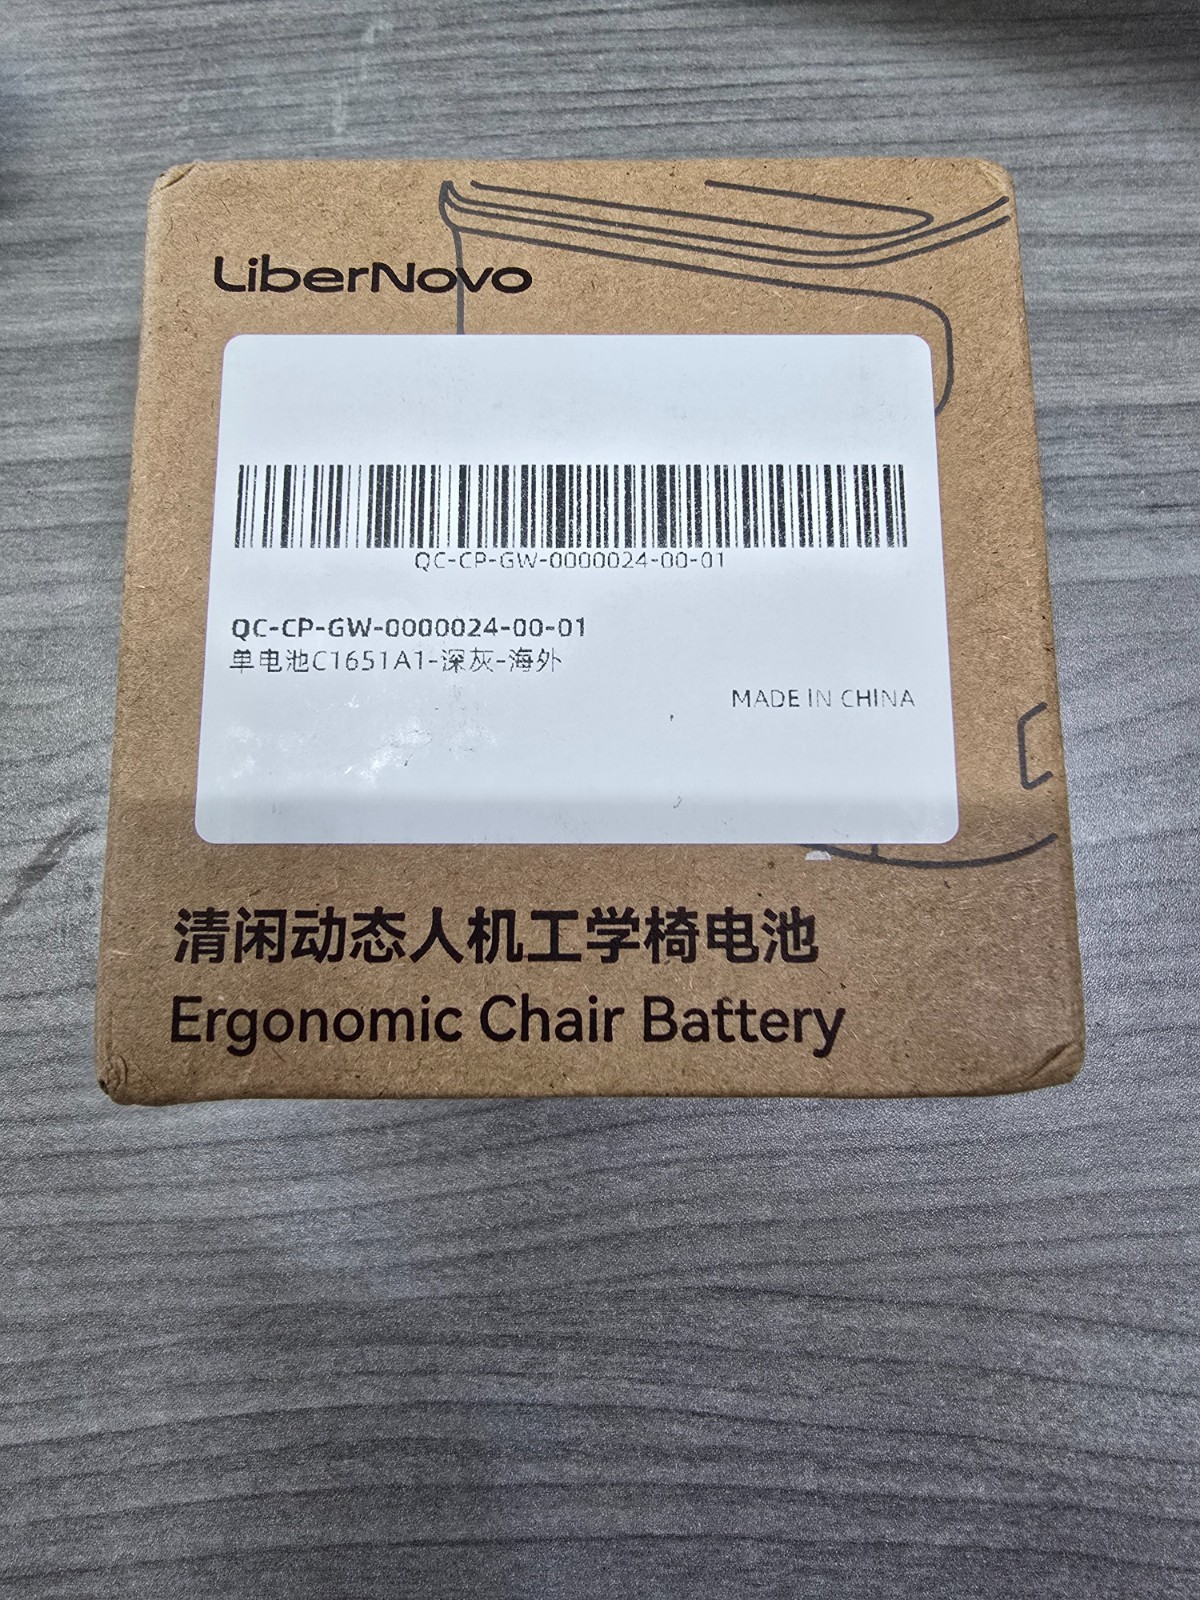 LiberNovo
QC-CP-GW-0000024-00-01
QC-CP-GW-0000024-00-01
单电池C1651A1-深灰-海外
MADE IN CHINA
清闲动态人机工学椅电池
Ergonomic Chair Battery